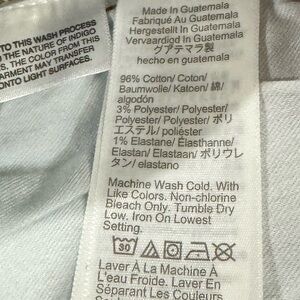 TO THIS WASH PROCESS
TO THE NATURE OF INDIGO
S, THE COLOR FROM THIS
GARMENT MAY TRANSFER
ONTO LIGHT SURFACES.
Made In Guatemala
Fabriqué Au Guatemala
Hergestellt In Guatemala
Vervaardiod In Guatemala
グアテマラ製
hecho en guatemala
96% Cotton/ Coton/
Baumwolle/ Katoen/ 綿/
algodón
3% Polyester/ Polyester/
Polyester/ Polyester/ ポリ
エステル/ poliéster
1% Elastane/ Élasthanne/
Elastan/ Elastaan/ ポリウレ
タン/ elastano
Machine Wash Cold. With
Like Colors. Non-chlorine
Bleach Only. Tumble Dry
Low. Iron On Lowest
Setting.
30
Laver À La Machine À
L'eau Froide. Laver En
Séparant Les Couleurs